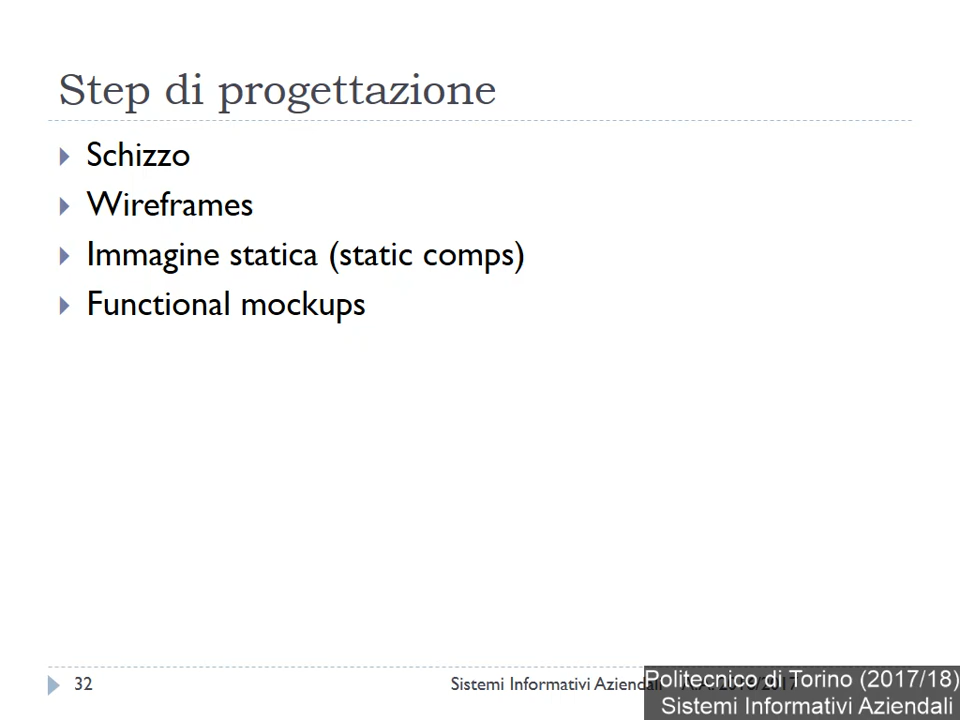 Step di progettazione
Schizzo
Wireframes
Immagine statica (static comps)
Functional mockups
32
Sistemi Informativi Aziendali
Politecnico di Torino (2017/18)
Sistemi Informativi Aziendali